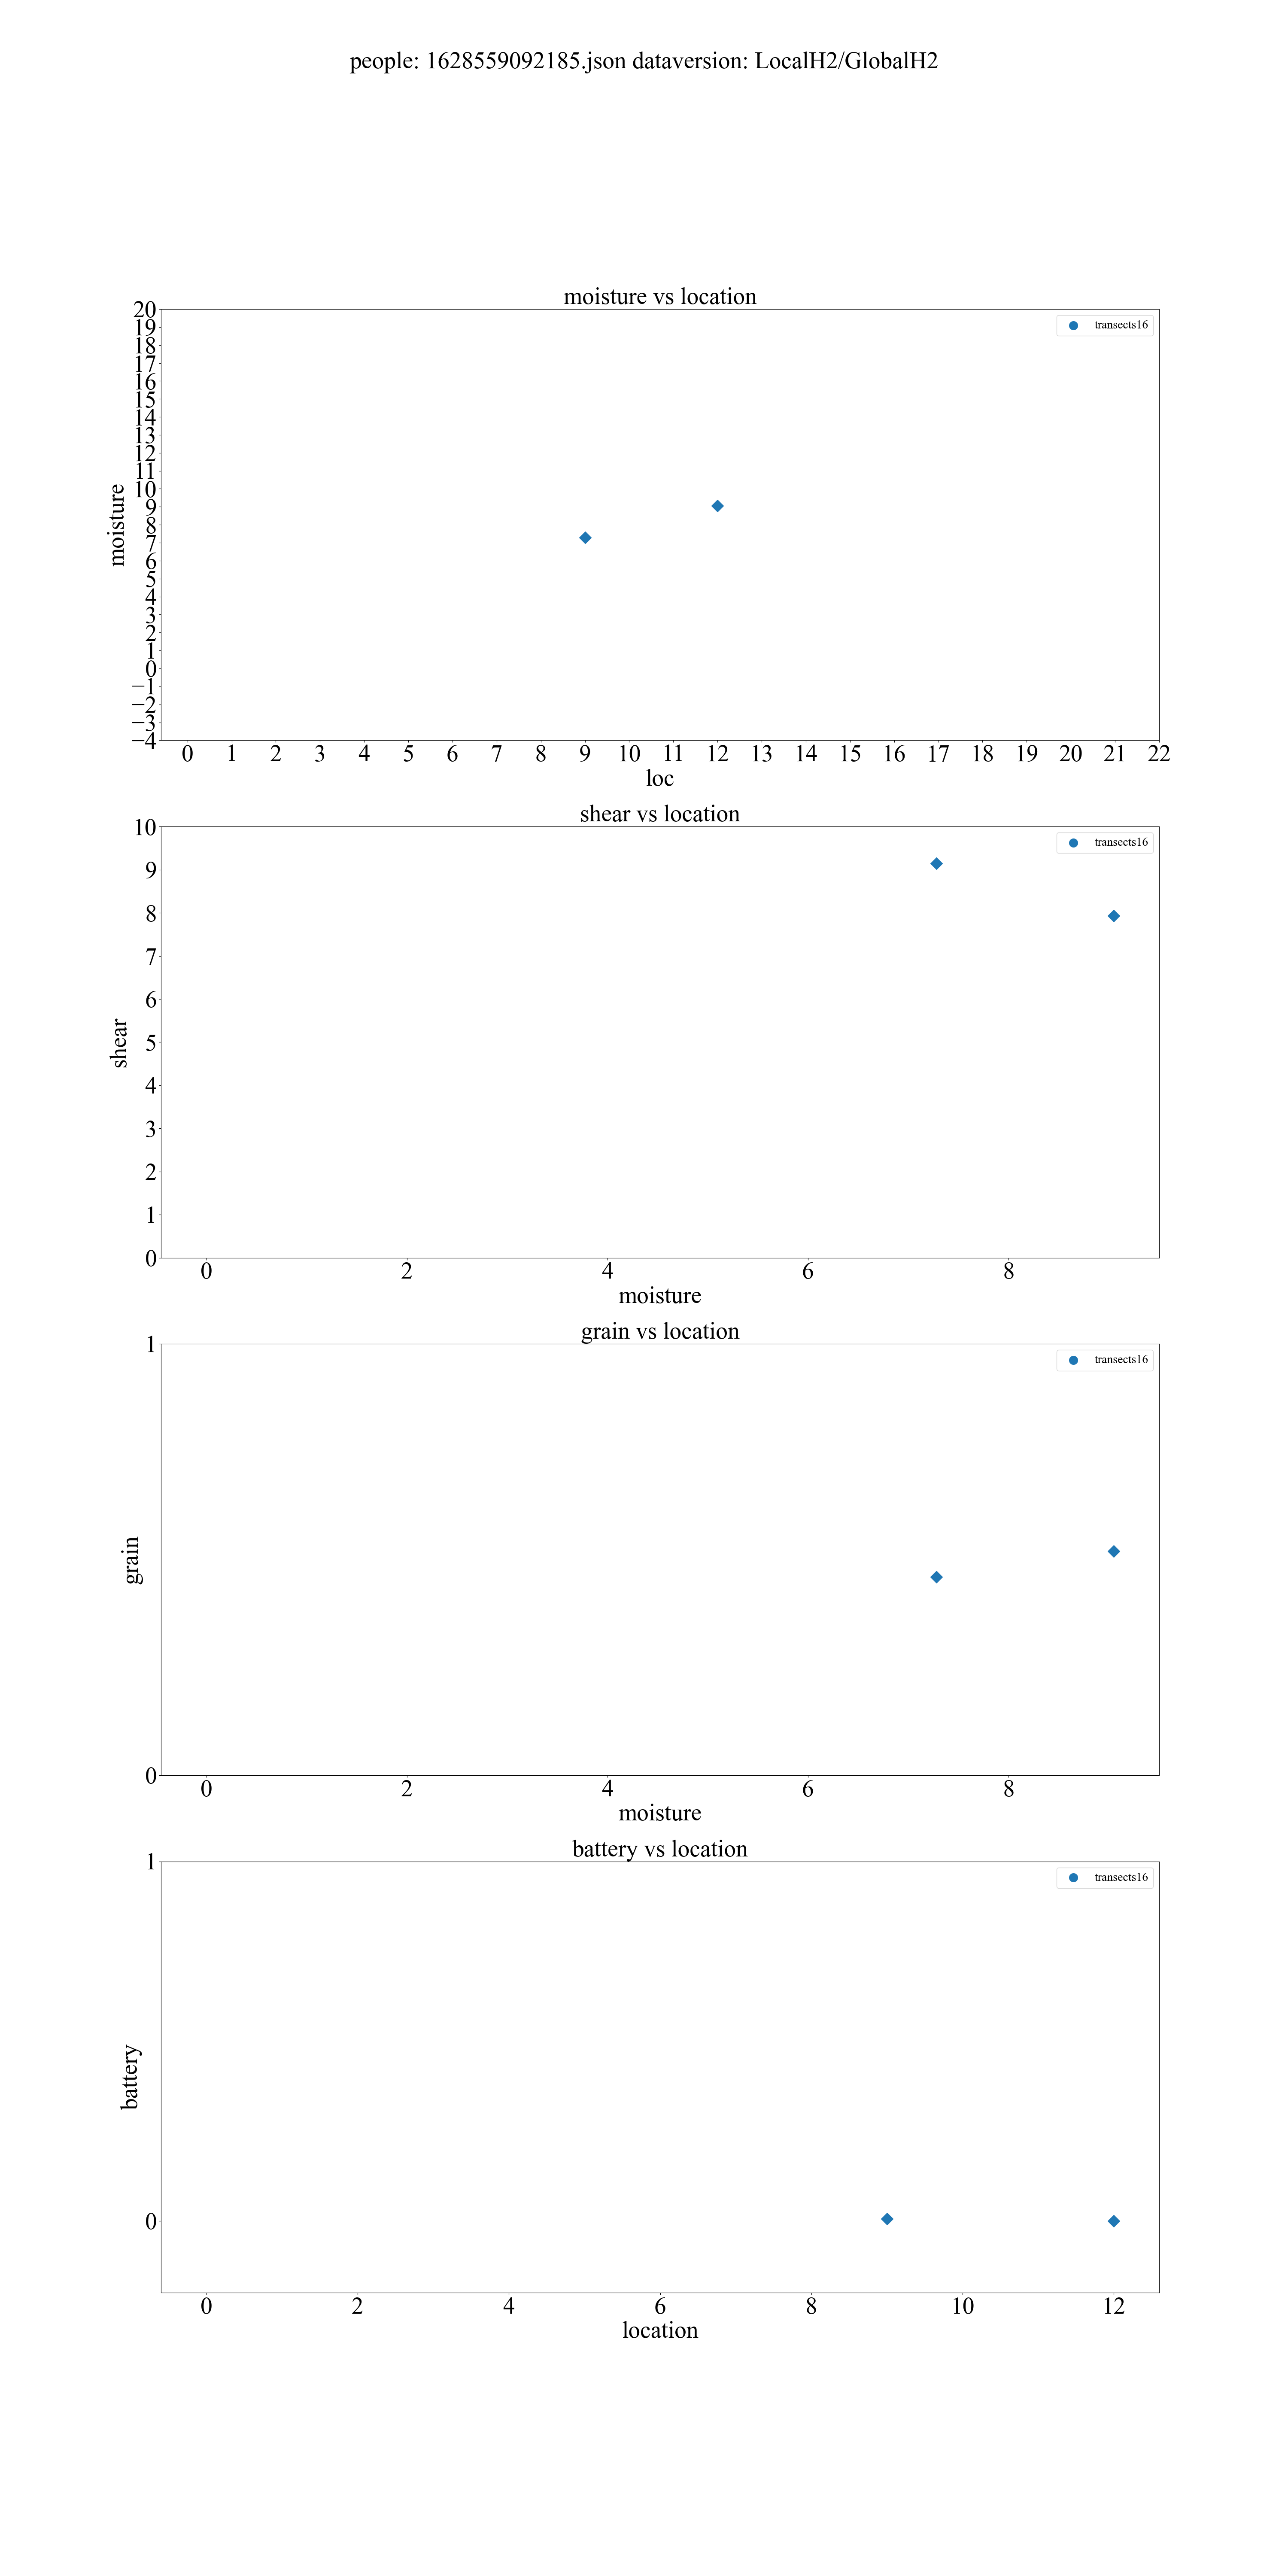 people: 1628559092185.json dataversion: LocalH2/GlobalH2
moisture vs location
transects16
20
19
18
17
16
15
14
13
12
11
10
9
8
7
6
5
4
3
2
1
0
−1
−2
−3
−4
moisture
0 1 2 3 4 5 6 7 8 9 10 11 12 13 14 15 16 17 18 19 20 21 22
loc
shear vs location
transects16
10
9
8
7
6
5
4
3
2
1
0
shear
0 2 4 6 8
moisture
grain vs location
transects16
1
0
grain
0 2 4 6 8
moisture
battery vs location
transects16
1
0
battery
0 2 4 6 8 10 12
location